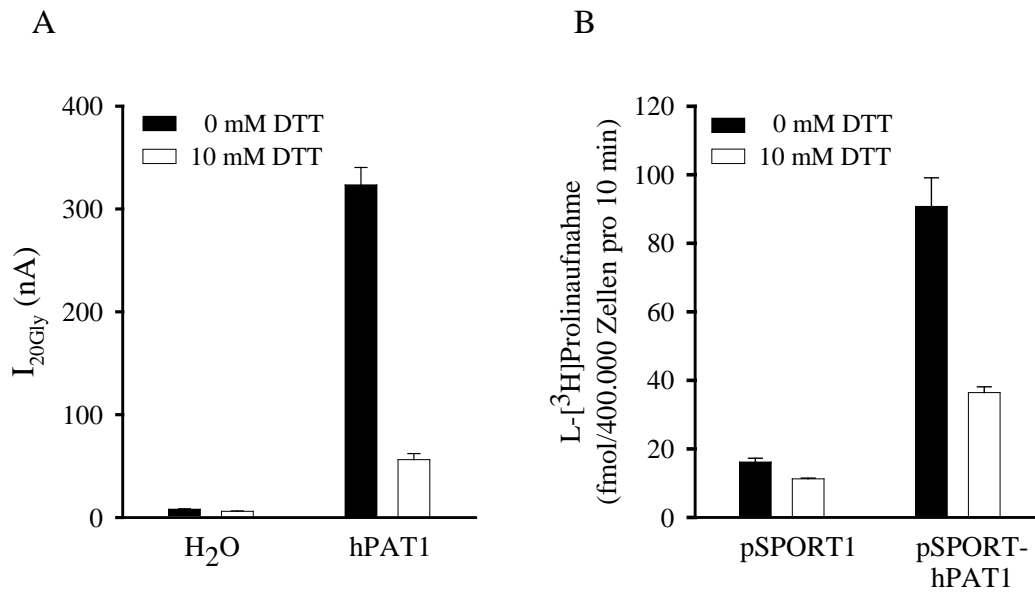 A
400
300
200
100
0
I20Gly (nA)
0 mM DTT
10 mM DTT
H2O
hPAT1
B
120
100
80
60
40
20
0
L-[3H]Prolinaufnahme
(fmol/400.000 Zellen pro 10 min)
0 mM DTT
10 mM DTT
pSPORT1
pSPORT-
hPAT1